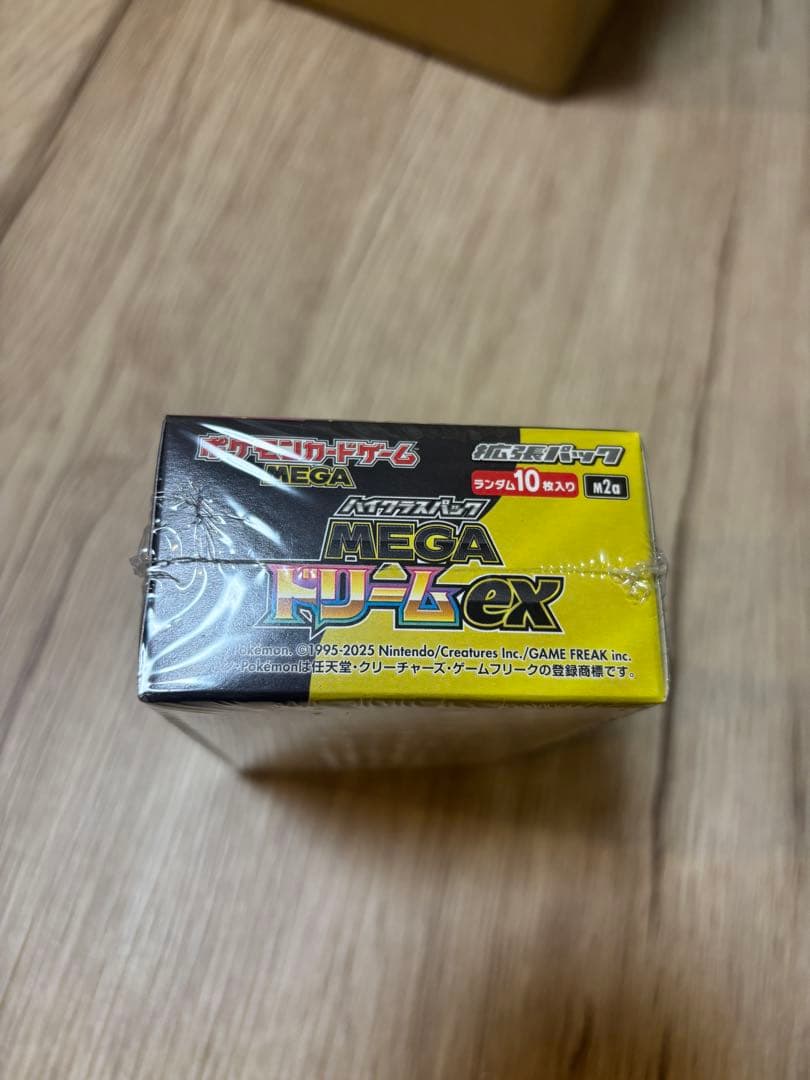 ポケモンカードゲーム 拡張パック
MEGA ランダム10枚入り M2a
ハイクラスパック
MEGA
ドリームex
Pokémon. ©1995-2025 Nintendo/Creatures Inc./GAME FREAK inc.
Pokémonは任天堂・クリーチャーズ・ゲームフリークの登録商標です。